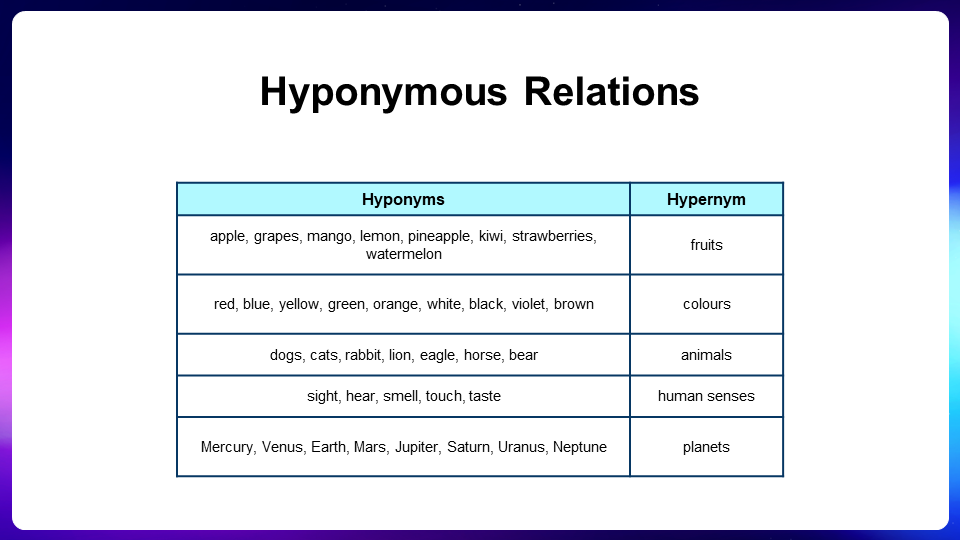 Hyponymous Relations
Hyponyms
Hypernym
apple, grapes, mango, lemon, pineapple, kiwi, strawberries,
watermelon
fruits
red, blue, yellow, green, orange, white, black, violet, brown
colours
dogs, cats, rabbit, lion, eagle, horse, bear
animals
sight, hear, smell, touch, taste
human senses
Mercury, Venus, Earth, Mars, Jupiter, Saturn, Uranus, Neptune
planets